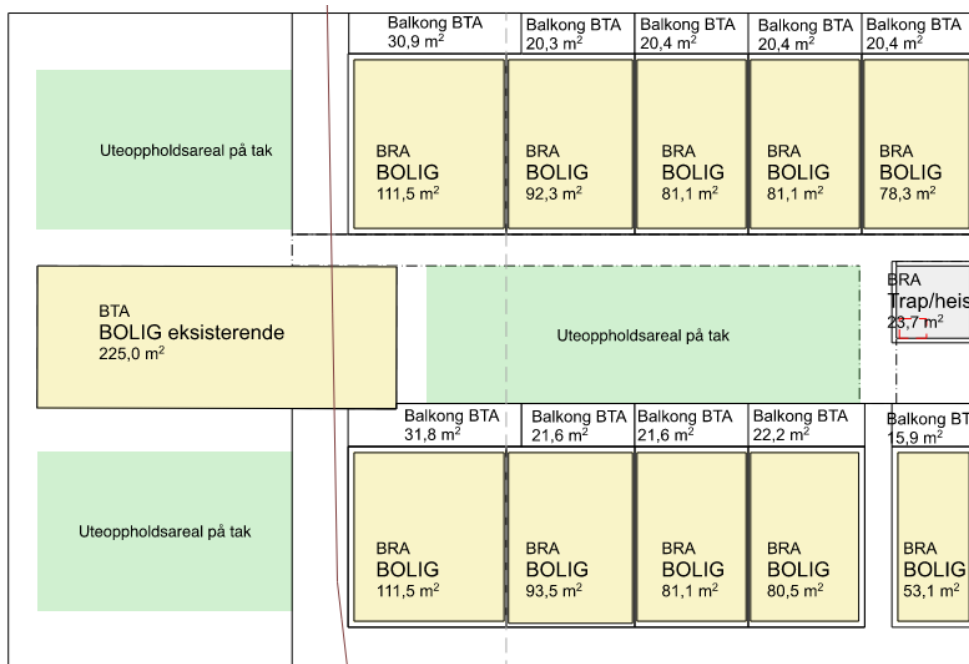 Balkong BTA
30,9 m²
Balkong BTA
20,3 m²
Balkong BTA
20,4 m²
Balkong BTA
20,4 m²
Balkong BTA
20,4 m²
Uteoppholdsareal på tak
BRA
BOLIG
111,5 m²
BRA
BOLIG
92,3 m²
BRA
BOLIG
81,1 m²
BRA
BOLIG
81,1 m²
BRA
BOLIG
78,3 m²
BTA
BOLIG eksisterende
225,0 m²
Uteoppholdsareal på tak
BRA
Trap/heis
23,7 m²
Balkong BTA
31,8 m²
Balkong BTA
21,6 m²
Balkong BTA
21,6 m²
Balkong BTA
22,2 m²
Balkong BT
15,9 m²
Uteoppholdsareal på tak
BRA
BOLIG
111,5 m²
BRA
BOLIG
93,5 m²
BRA
BOLIG
81,1 m²
BRA
BOLIG
80,5 m²
BRA
BOLIG
53,1 m²